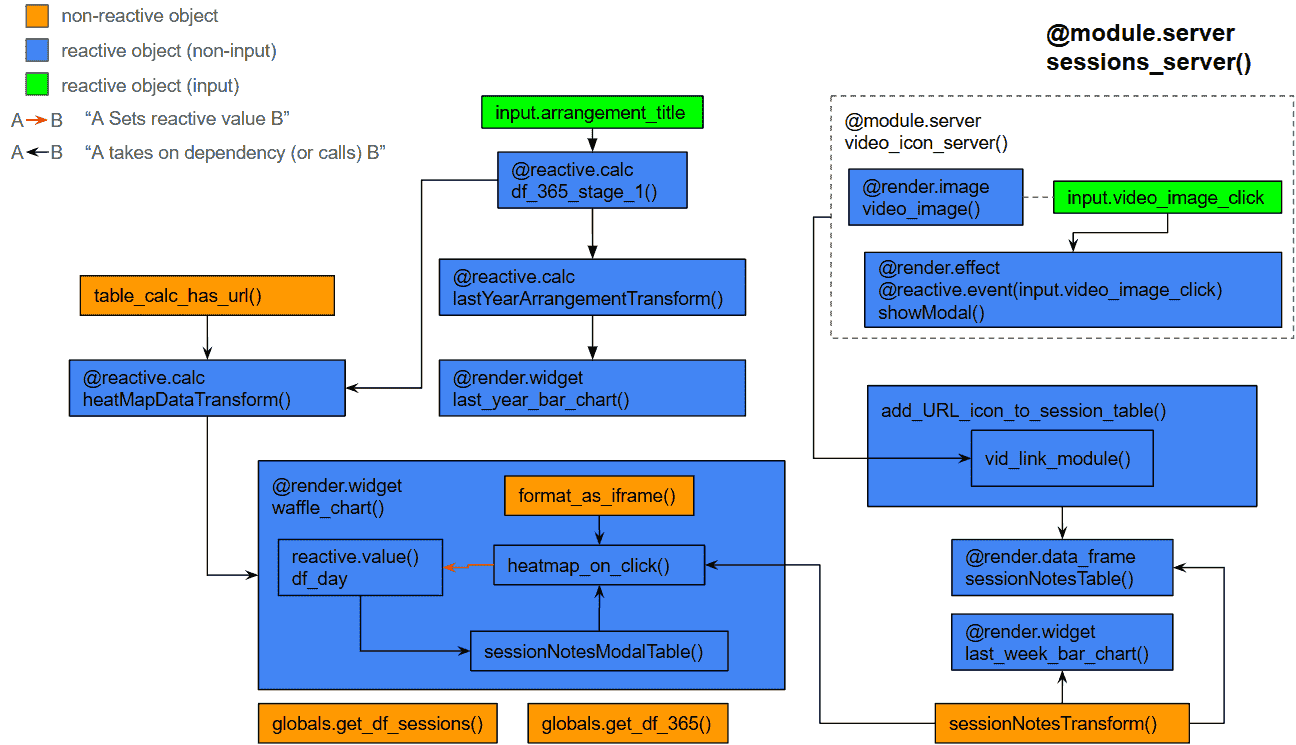 non-reactive object
reactive object (non-input)
reactive object (input)
A B “A Sets reactive value B”
A B “A takes on dependency (or calls) B”
@module.server
sessions_server()
input.arrangement_title
@reactive.calc
df_365_stage_1()
@reactive.calc
lastYearArrangementTransform()
@render.widget
last_year_bar_chart()
table_calc_has_url()
@reactive.calc
heatMapDataTransform()
@module.server
video_icon_server()
@render.image
video_image()
input.video_image_click
@render.effect
@reactive.event(input.video_image_click)
showModal()
add_URL_icon_to_session_table()
vid_link_module()
@render.widget
waffle_chart()
format_as_iframe()
reactive.value()
df_day
heatmap_on_click()
sessionNotesModalTable()
@render.data_frame
sessionNotesTable()
@render.widget
last_week_bar_chart()
globals.get_df_sessions()
globals.get_df_365()
sessionNotesTransform()